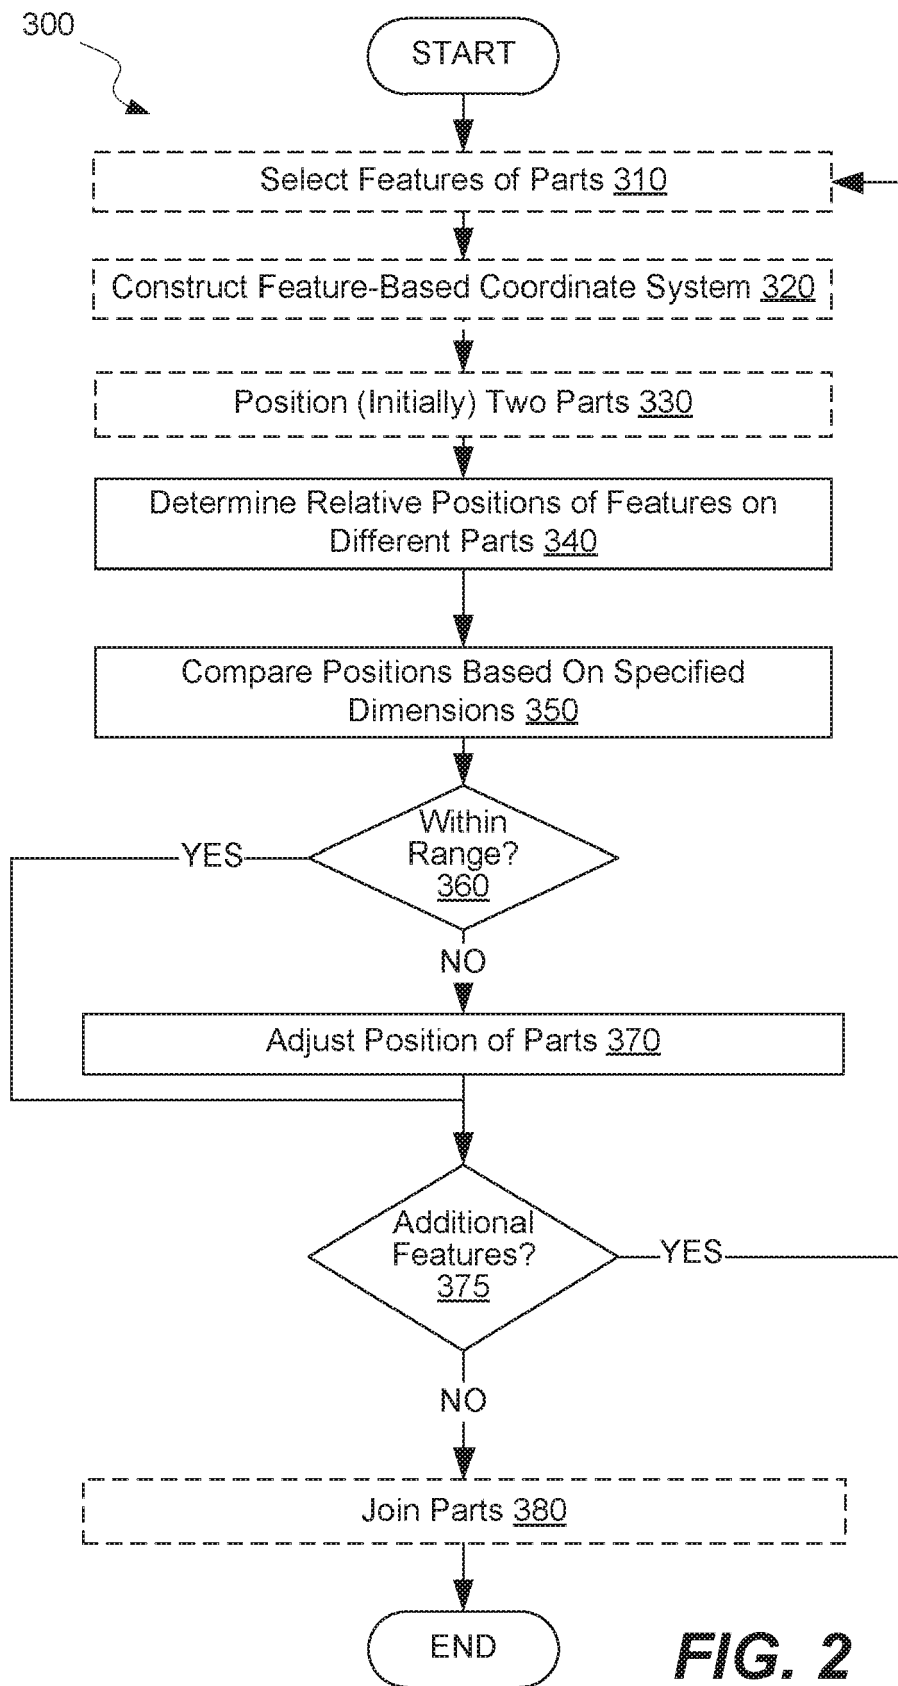 300
START
Select Features of Parts 310
Construct Feature-Based Coordinate System 320
Position (Initially) Two Parts 330
Determine Relative Positions of Features on
Different Parts 340
Compare Positions Based On Specified
Dimensions 350
Within
Range?
360
YES
NO
Adjust Position of Parts 370
Additional
Features?
375
YES
NO
Join Parts 380
END
FIG. 2